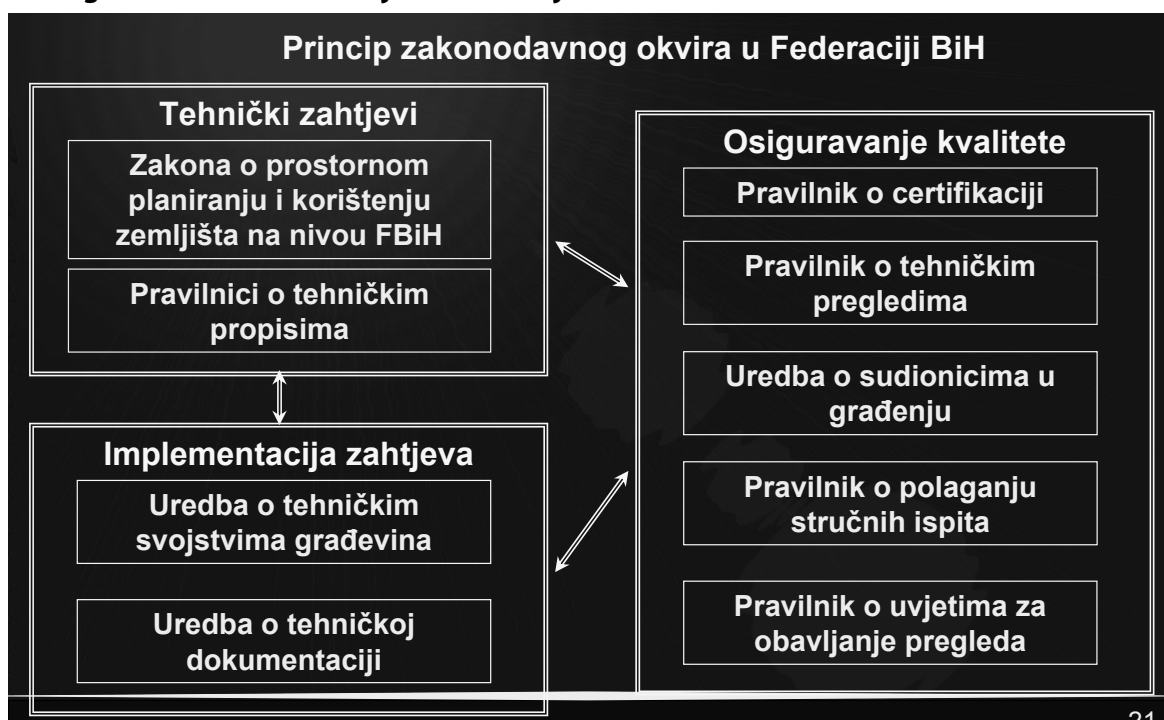 Princip zakonodavnog okvira u Federaciji BiH
Tehnički zahtjevi
Zakona o prostornom
planiranju i korištenju
zemljišta na nivou FBiH
Pravilnici o tehničkim
propisima
Implementacija zahtjeva
Uredba o tehničkim
svojstvima građevina
Uredba o tehničkoj
dokumentaciji
Osiguravanje kvalitete
Pravilnik o certifikaciji
Pravilnik o tehničkim
pregledima
Uredba o sudionicima u
građenju
Pravilnik o polaganju
stručnih ispita
Pravilnik o uvjetima za
obavljanje pregleda
21